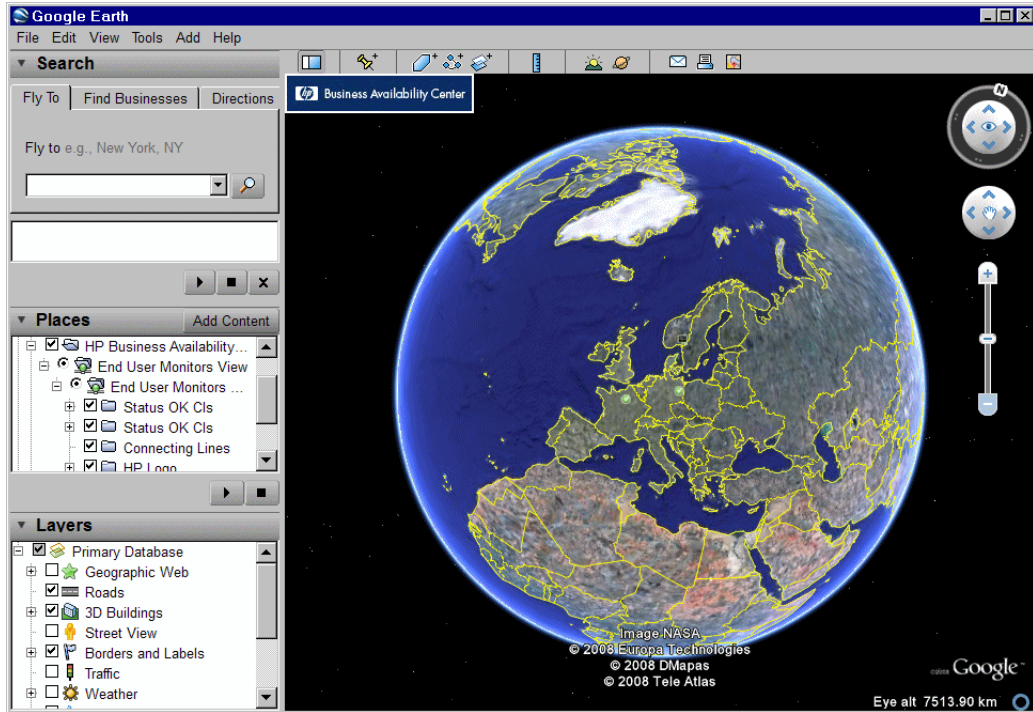 Google Earth
File Edit View Tools Add Help
Search
Fly To Find Businesses Directions
Fly to e.g., New York, NY
Places Add Content
HP Business Availability...
End User Monitors View
End User Monitors ...
Status OK CIs
Status OK CIs
Connecting Lines
HP Logo
Layers
Primary Database
Geographic Web
Roads
3D Buildings
Street View
Borders and Labels
Traffic
Weather
hp Business Availability Center
N
Image NASA
© 2008 Europa Technologies
© 2008 DMapas
© 2008 Tele Atlas
Google
Eye alt 7513.90 km